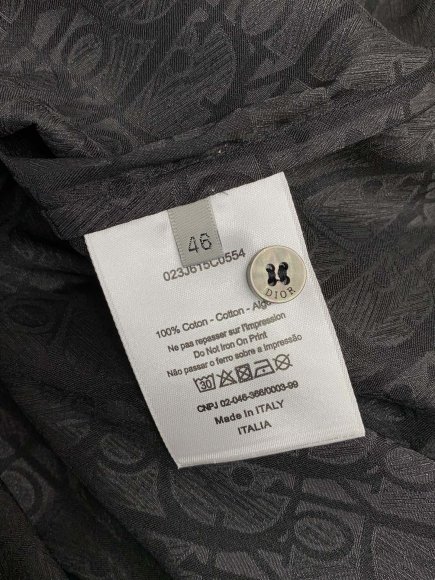 46
023J615C0554
DIOR
100% Coton - Cotton - Algo
Ne pas repasser sur l'impression
Do Not Iron On Print
Não passar o ferro sobre a impressão
30
CNPJ 02-046-366/0003-99
Made in ITALY
ITALIA